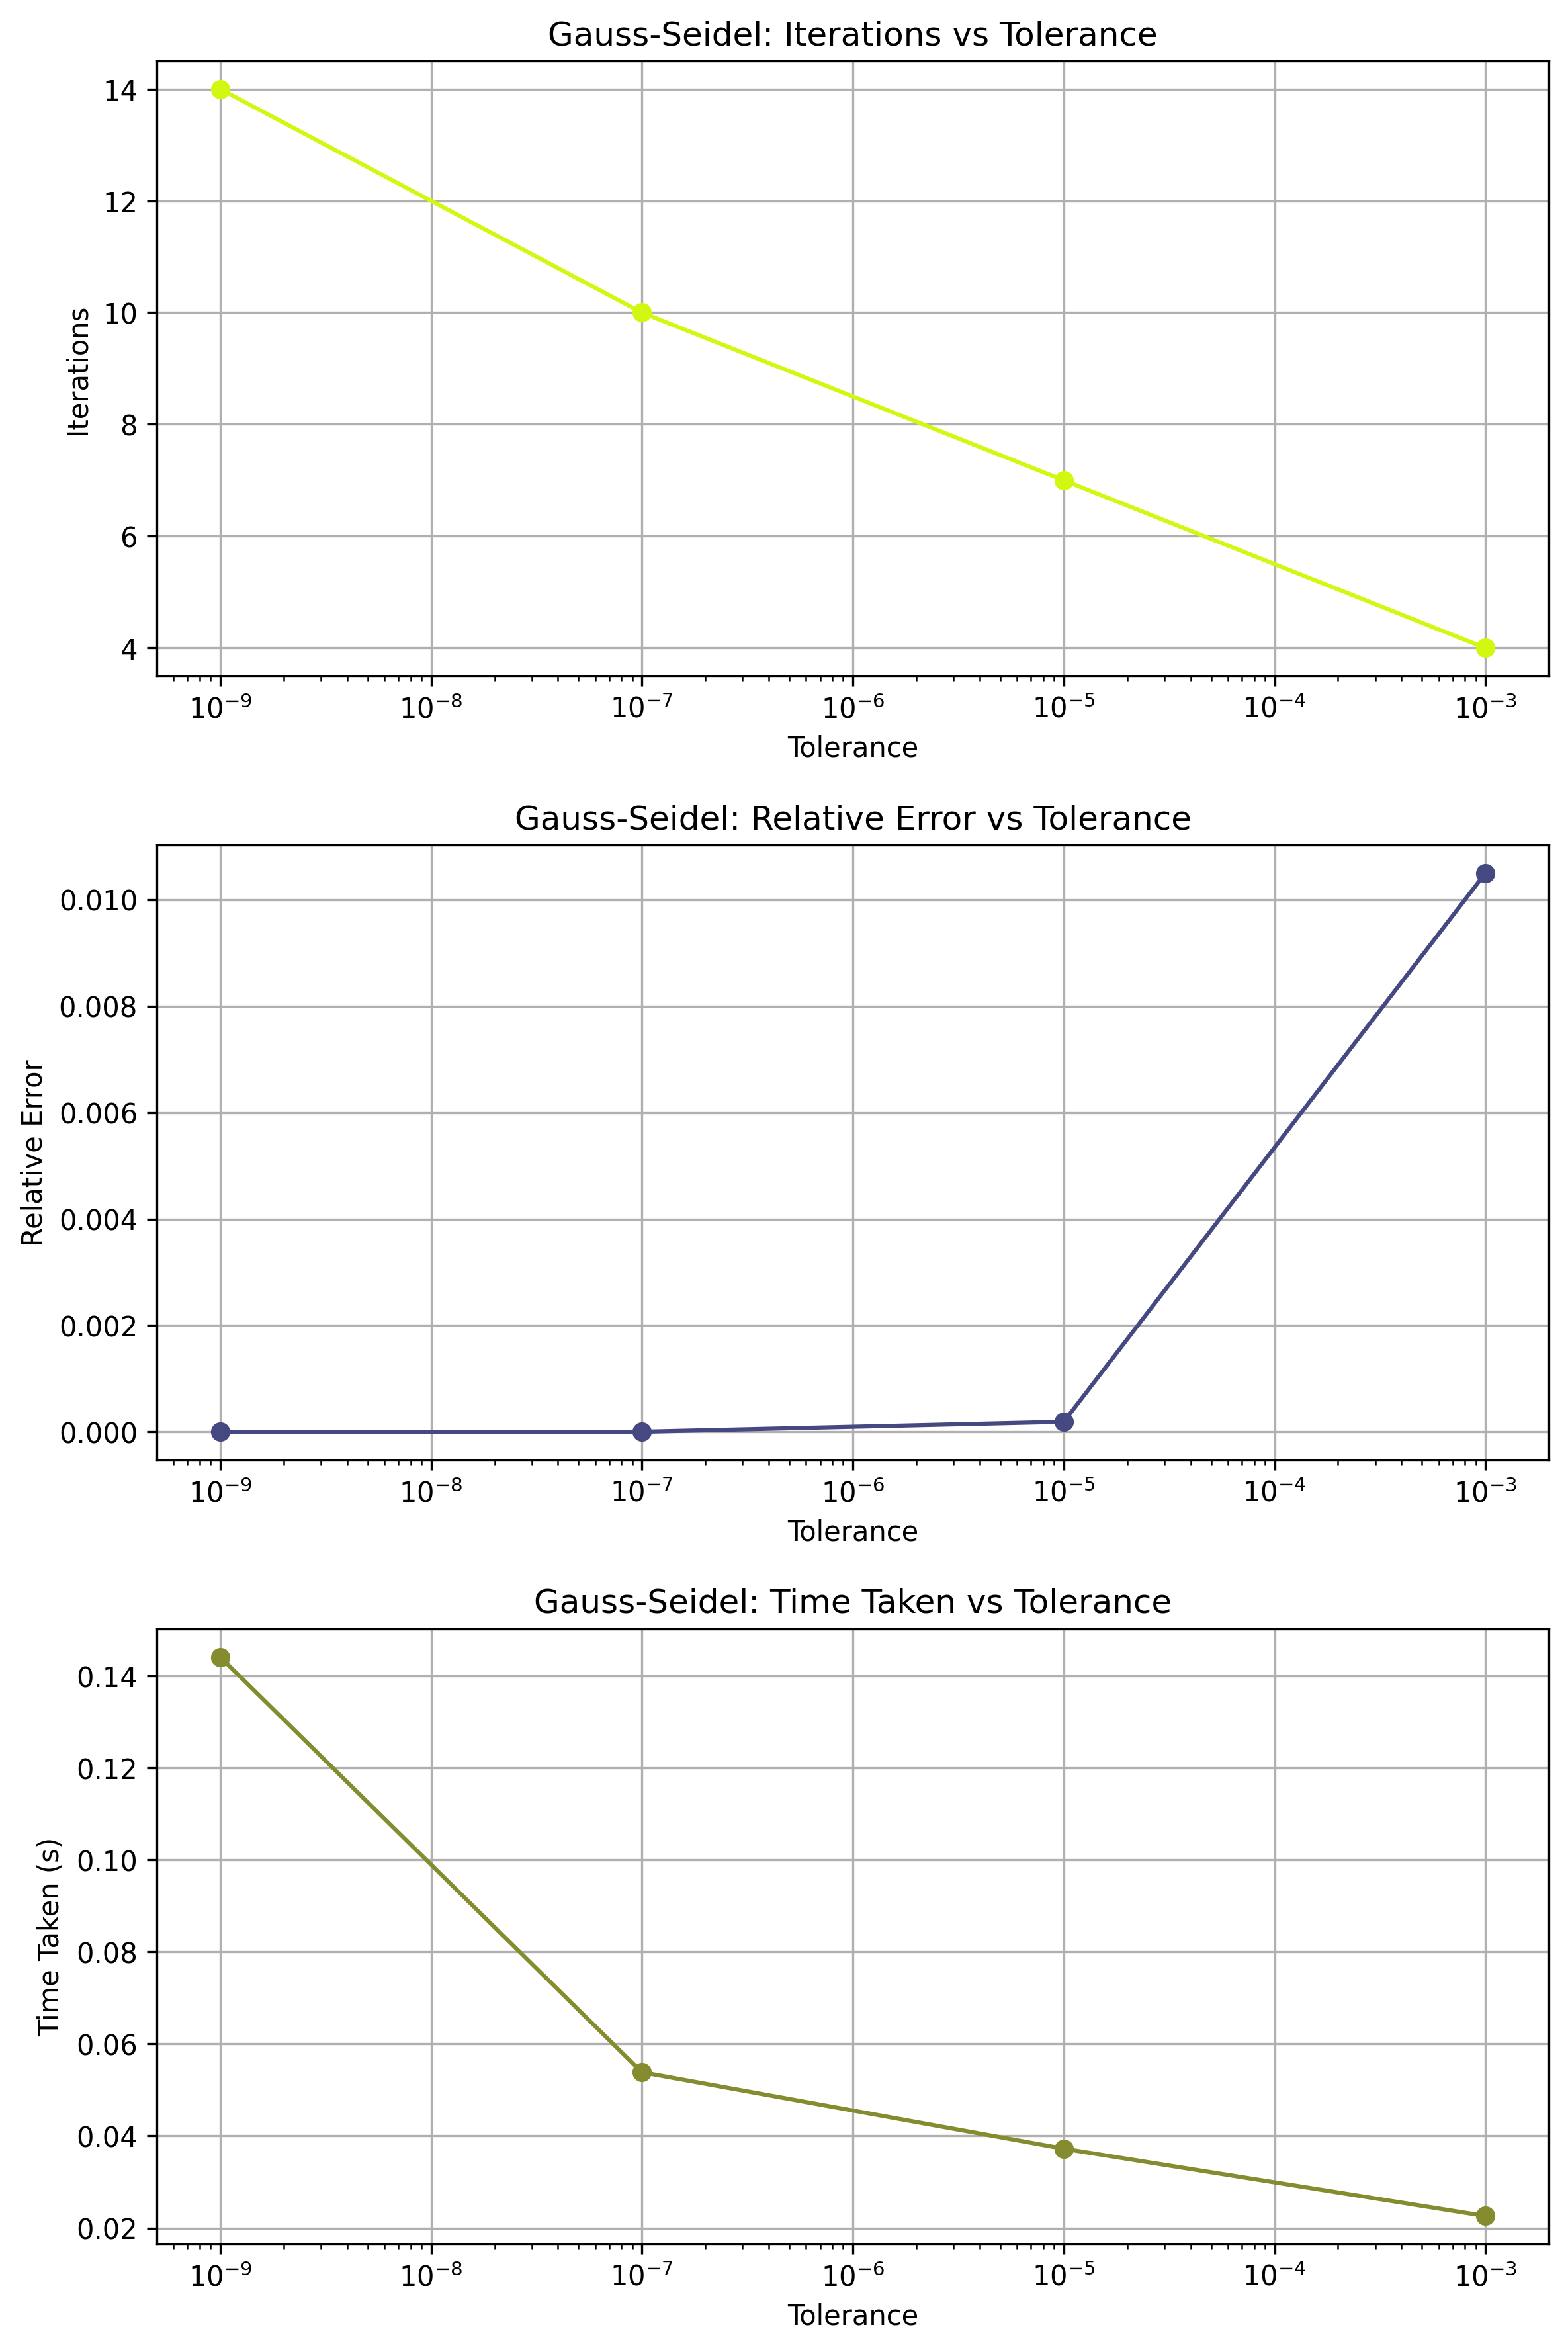 Gauss-Seidel: Iterations vs Tolerance
14
12
10
8
6
4
Iterations
10⁻⁹ 10⁻⁸ 10⁻⁷ 10⁻⁶ 10⁻⁵ 10⁻⁴ 10⁻³
Tolerance
Gauss-Seidel: Relative Error vs Tolerance
0.010
0.008
0.006
0.004
0.002
0.000
Relative Error
10⁻⁹ 10⁻⁸ 10⁻⁷ 10⁻⁶ 10⁻⁵ 10⁻⁴ 10⁻³
Tolerance
Gauss-Seidel: Time Taken vs Tolerance
0.14
0.12
0.10
0.08
0.06
0.04
0.02
Time Taken (s)
10⁻⁹ 10⁻⁸ 10⁻⁷ 10⁻⁶ 10⁻⁵ 10⁻⁴ 10⁻³
Tolerance